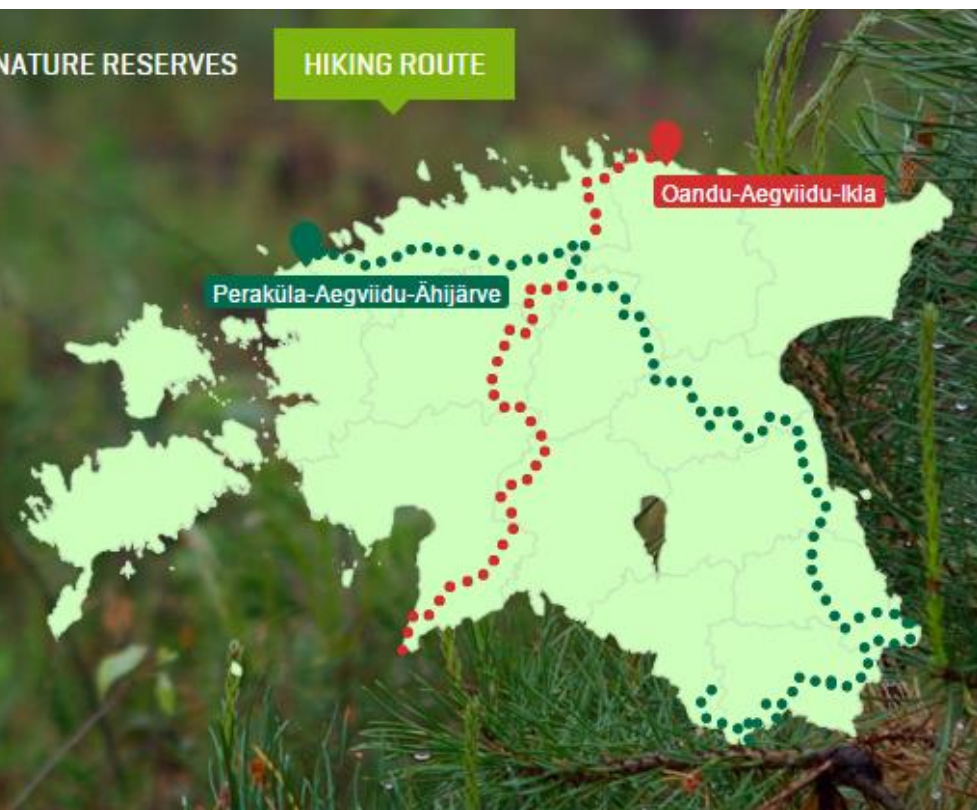 NATURE RESERVES
HIKING ROUTE
Oandu-Aegviidu-Ikla
Peraküla-Aegviidu-Ähijärve